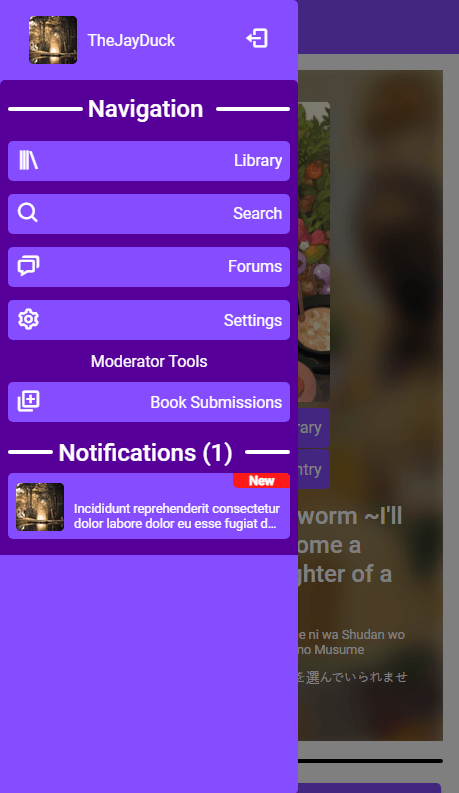 TheJayDuck
Navigation
Library
Search
Forums
Settings
Moderator Tools
Book Submissions
Notifications (1)
New
Incididunt reprehenderit consectetur
dolor labore dolor eu esse fugiat d...
rary
ntry
worm ~I'll
ome a
ghter of a
e ni wa Shudan wo
no Musume
を選んでいられませ